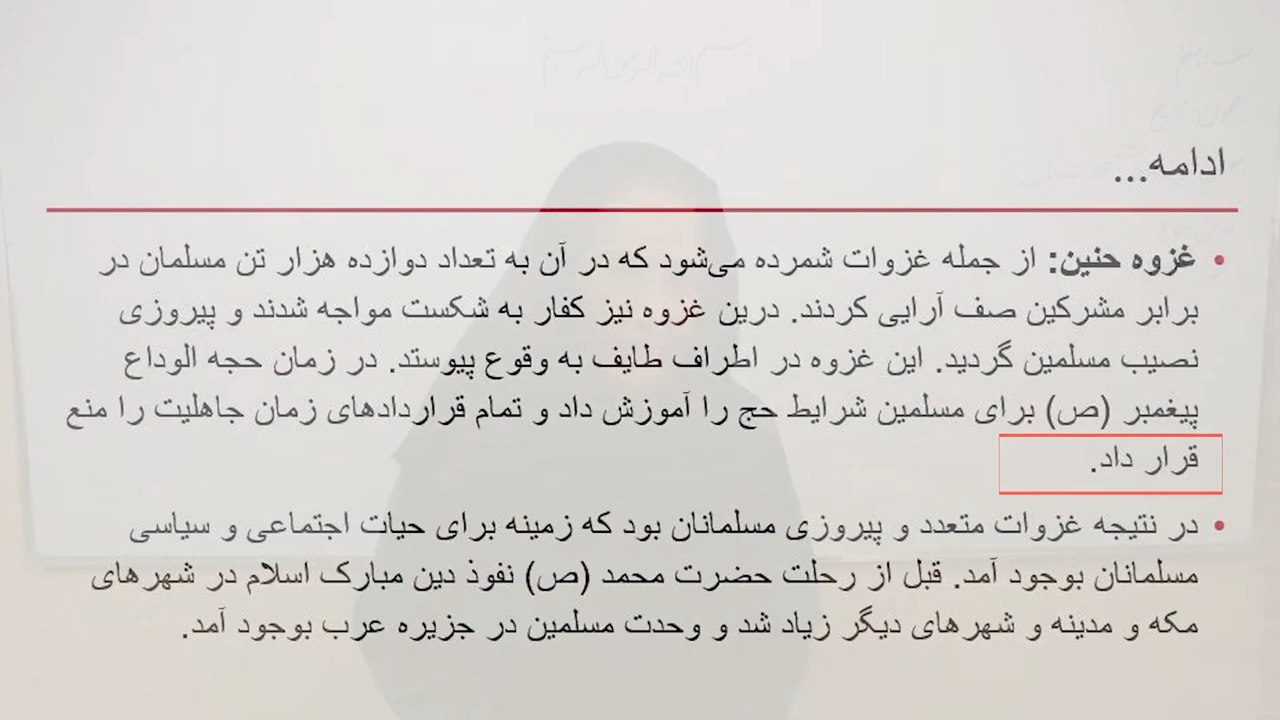 بسم الله الرحمن الرحیم
ادامه...
غزوه حنین: از جمله غزوات شمرده می‌شود که در آن به تعداد دوازده هزار تن مسلمان در
برابر مشرکین صف آرایی کردند. درین غزوه نیز کفار به شکست مواجه شدند و پیروزی
نصیب مسلمین گردید. این غزوه در اطراف طایف به وقوع پیوستد. در زمان حجه الوداع
پیغمبر (ص) برای مسلمین شرایط حج را آموزش داد و تمام قراردادهای زمان جاهلیت را منع
قرار داد.
در نتیجه غزوات متعدد و پیروزی مسلمانان بود که زمینه برای حیات اجتماعی و سیاسی
مسلمانان بوجود آمد. قبل از رحلت حضرت محمد (ص) نفوذ دین مبارک اسلام در شهرهای
مکه و مدینه و شهرهای دیگر زیاد شد و وحدت مسلمین در جزیره عرب بوجود آمد.